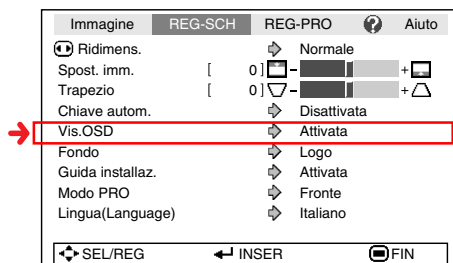 Immagine REG-SCH REG-PRO ? Aiuto
Ridimens. Normale
Spost. imm. [ 0 ] - +
Trapezio [ 0 ] - +
Chiave autom. Disattivata
Vis.OSD Attivata
Fondo Logo
Guida installaz. Attivata
Modo PRO Fronte
Lingua(Language) Italiano
SEL/REG INSER FIN